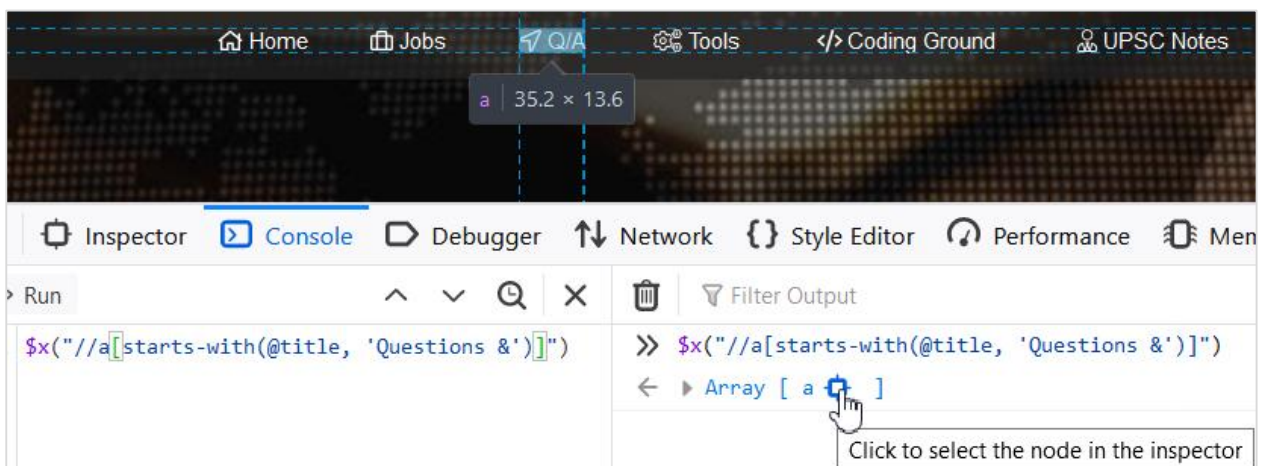 Home Jobs Q/A Tools </> Coding Ground UPSC Notes
a 35.2 × 13.6
Inspector Console Debugger Network {} Style Editor Performance Mem
Run Filter Output
$x("//a[starts-with(@title, 'Questions &')]") >> $x("//a[starts-with(@title, 'Questions &')]")
Array [ a ]
Click to select the node in the inspector